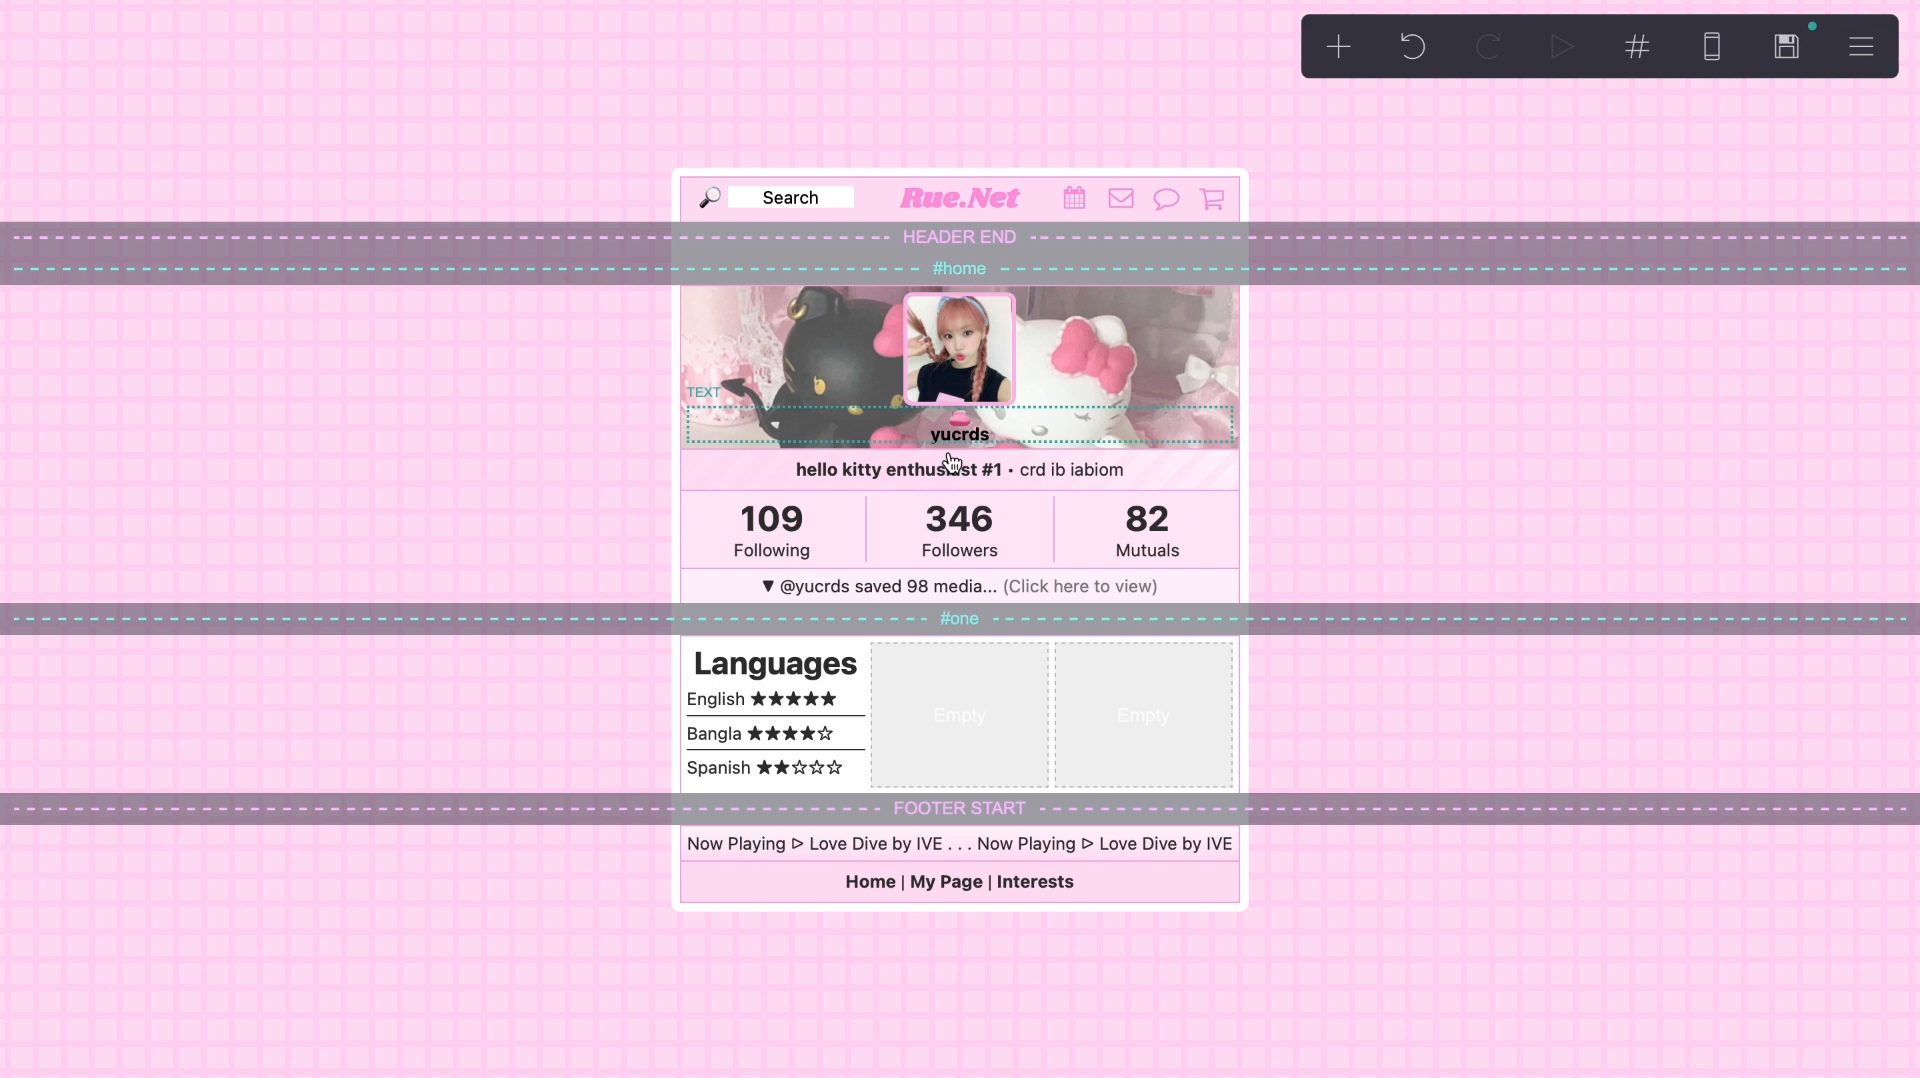 Search Rue.Net
HEADER END
#home
TEXT
yucrds
hello kitty enthusiast #1 • crd ib iabiom
109 346 82
Following Followers Mutuals
▼ @yucrds saved 98 media... (Click here to view)
#one
Languages
English ★★★★★
Bangla ★★★★☆
Spanish ★★☆☆☆
Empty Empty
FOOTER START
Now Playing ▷ Love Dive by IVE . . . Now Playing ▷ Love Dive by IVE
Home | My Page | Interests